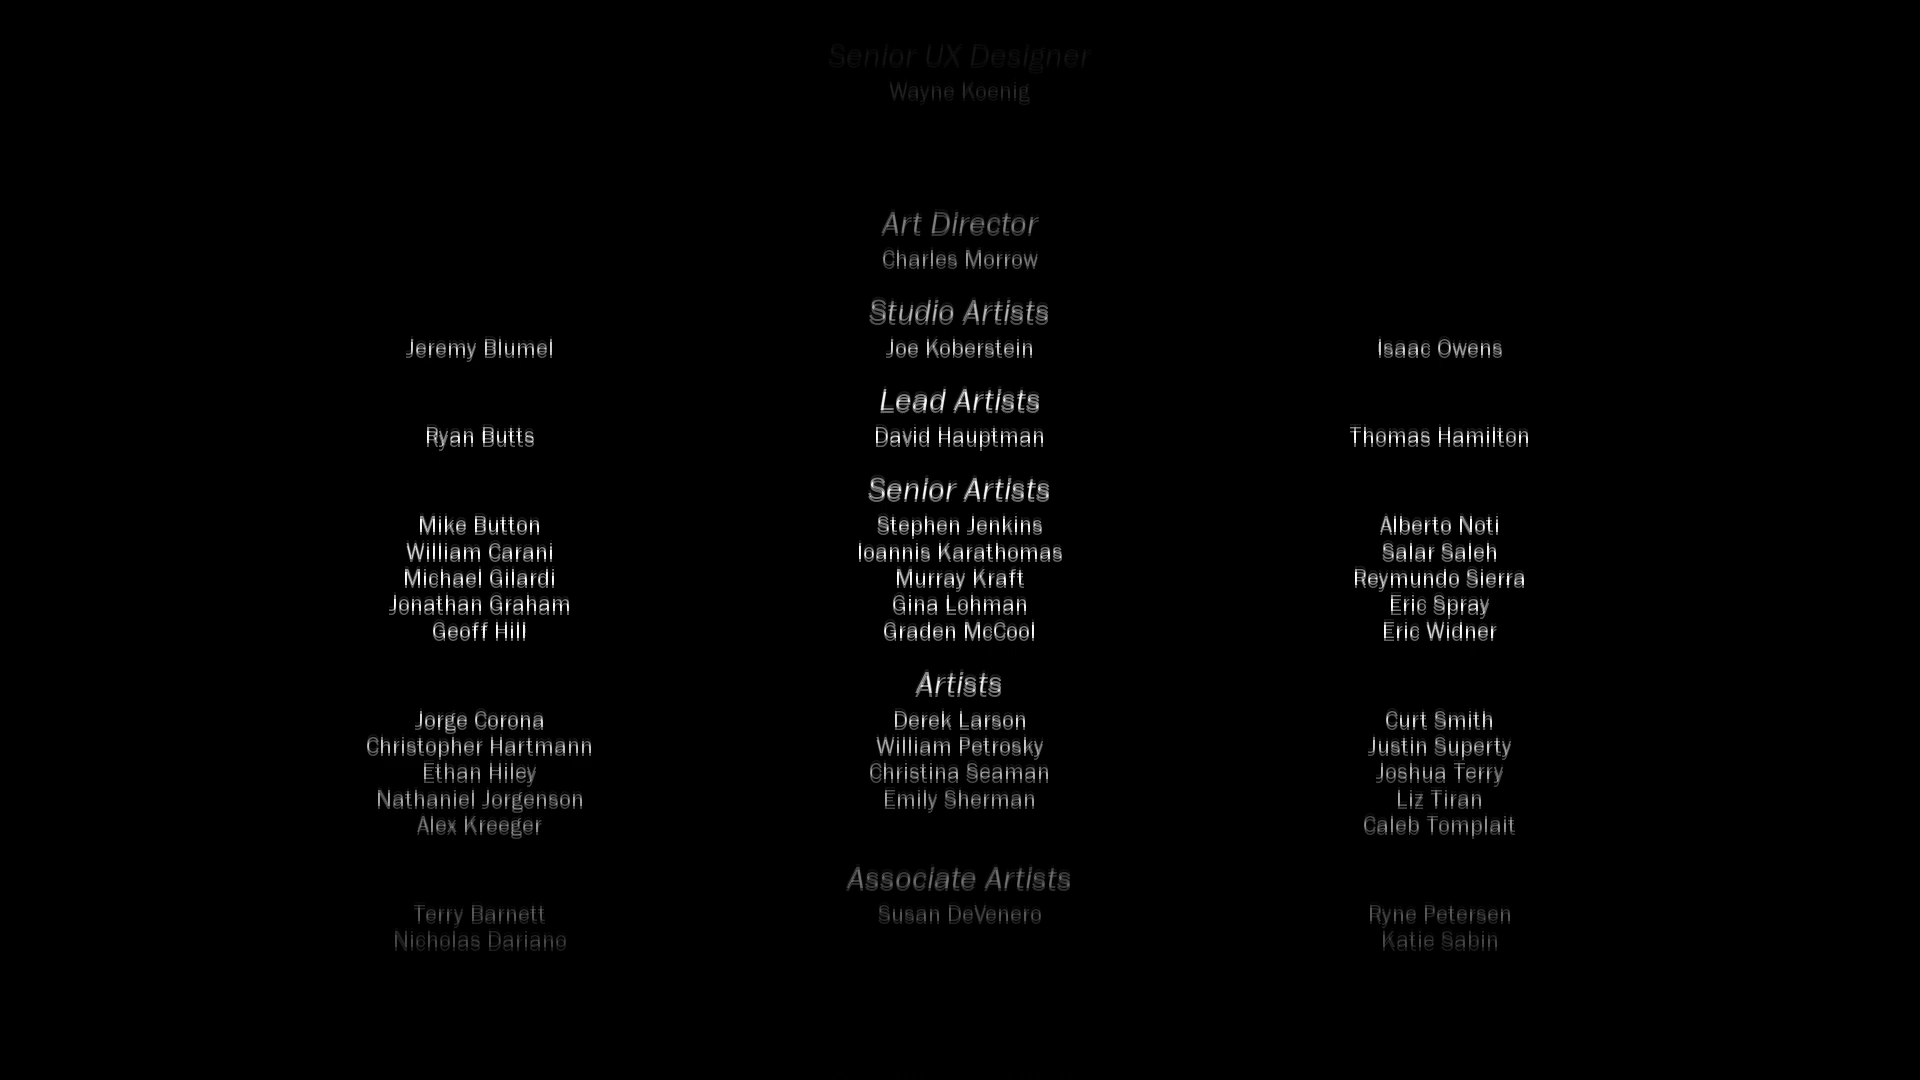 Senior UX Designer
Wayne Koenig
Art Director
Charles Morrow
Studio Artists
Jeremy Blumel Joe Koberstein Isaac Owens
Lead Artists
Ryan Butts David Hauptman Thomas Hamilton
Senior Artists
Mike Button Stephen Jenkins Alberto Noti
William Carani Ioannis Karathomas Salar Saleh
Michael Gilardi Murray Kraft Reymundo Sierra
Jonathan Graham Gina Lohman Eric Spray
Geoff Hill Graden McCool Eric Widner
Artists
Jorge Corona Derek Larson Curt Smith
Christopher Hartmann William Petrosky Justin Superty
Ethan Hiley Christina Seaman Joshua Terry
Nathaniel Jorgenson Emily Sherman Liz Tiran
Alex Kreeger Caleb Tomplait
Associate Artists
Terry Barnett Susan DeVenero Ryne Petersen
Nicholas Dariano Katie Sabin